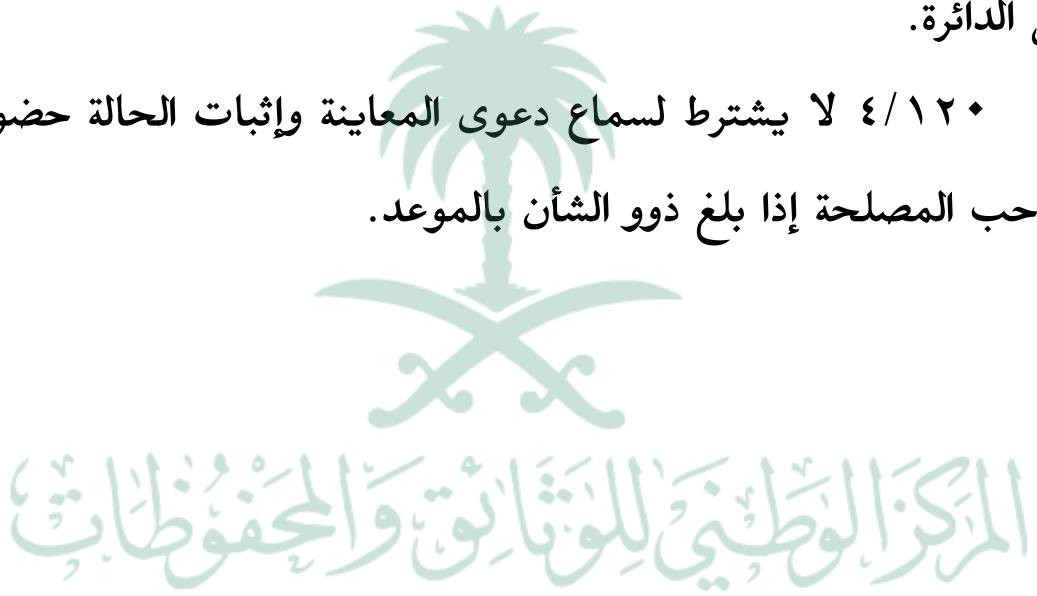 الدائرة.
٤/١٢٠ لا يشترط لسماع دعوى المعاينة وإثبات الحالة
المصلحة إذا بلغ ذوو الشأن بالموعد.
المركز الوطني للوثائق والمحفوظات